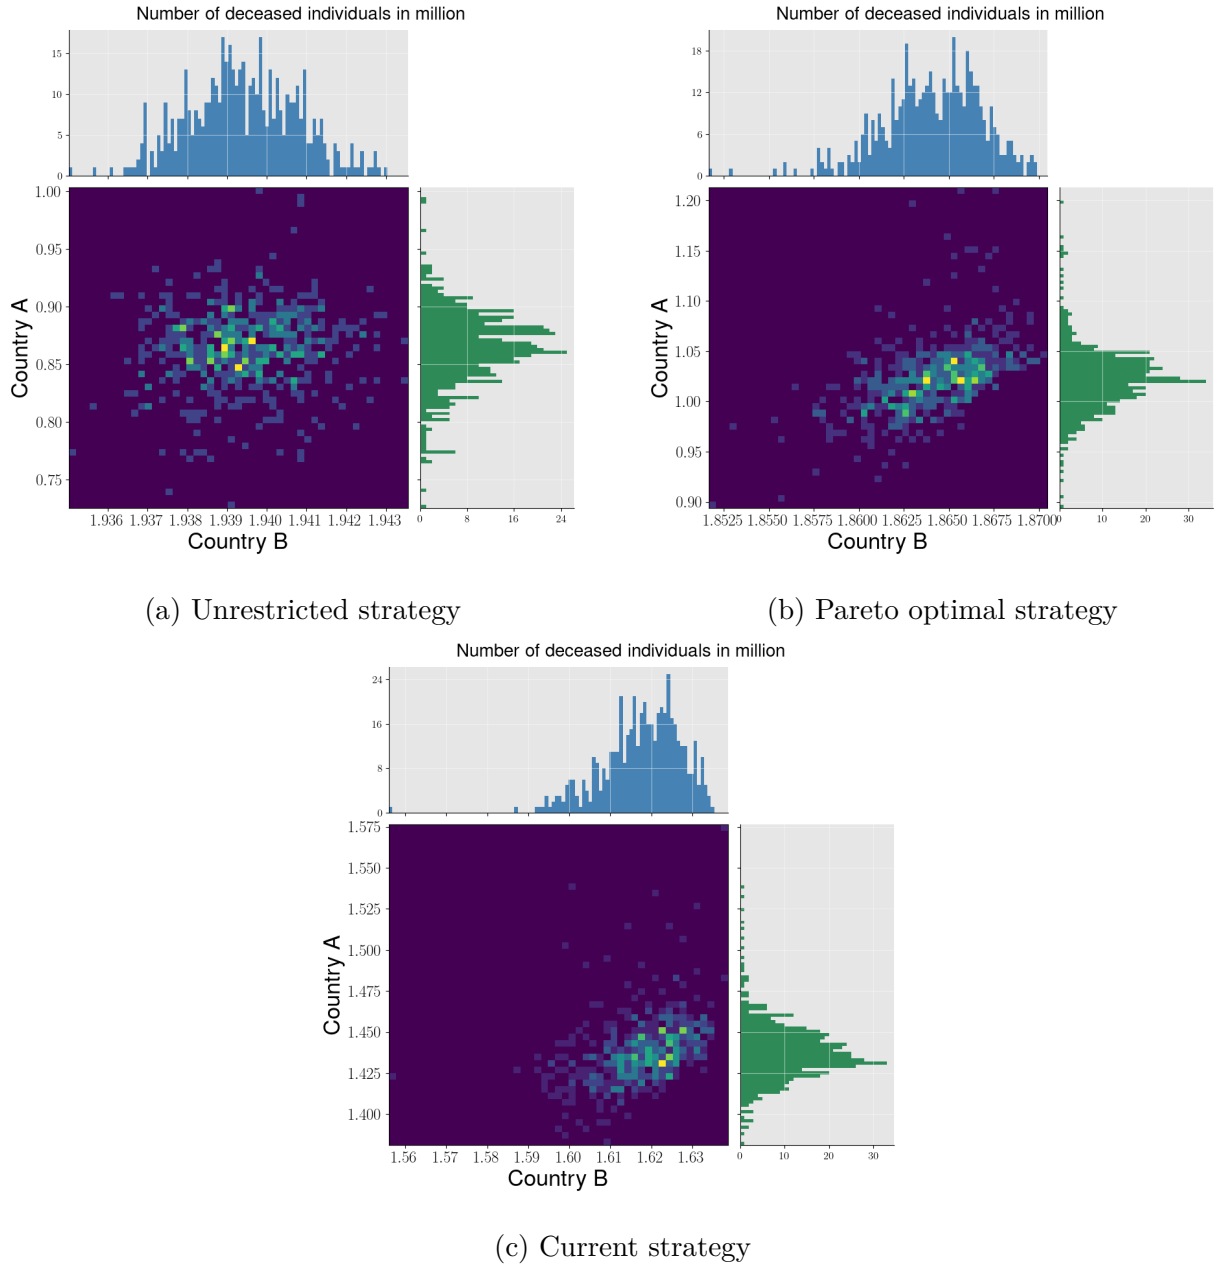 Number of deceased individuals in million
15
10
5
0
1.00
0.95
0.90
0.85
0.80
0.75
Country A
1.936 1.937 1.938 1.939 1.940 1.941 1.942 1.943
0 8 16 24
Country B
(a) Unrestricted strategy
Number of deceased individuals in million
18
12
6
0
1.20
1.15
1.10
1.05
1.00
0.95
0.90
Country A
1.8525 1.8550 1.8575 1.8600 1.8625 1.8650 1.8675 1.8700
0 10 20 30
Country B
(b) Pareto optimal strategy
Number of deceased individuals in million
24
16
8
0
1.575
1.550
1.525
1.500
1.475
1.450
1.425
1.400
Country A
1.56 1.57 1.58 1.59 1.60 1.61 1.62 1.63
0 10 20 30
Country B
(c) Current strategy